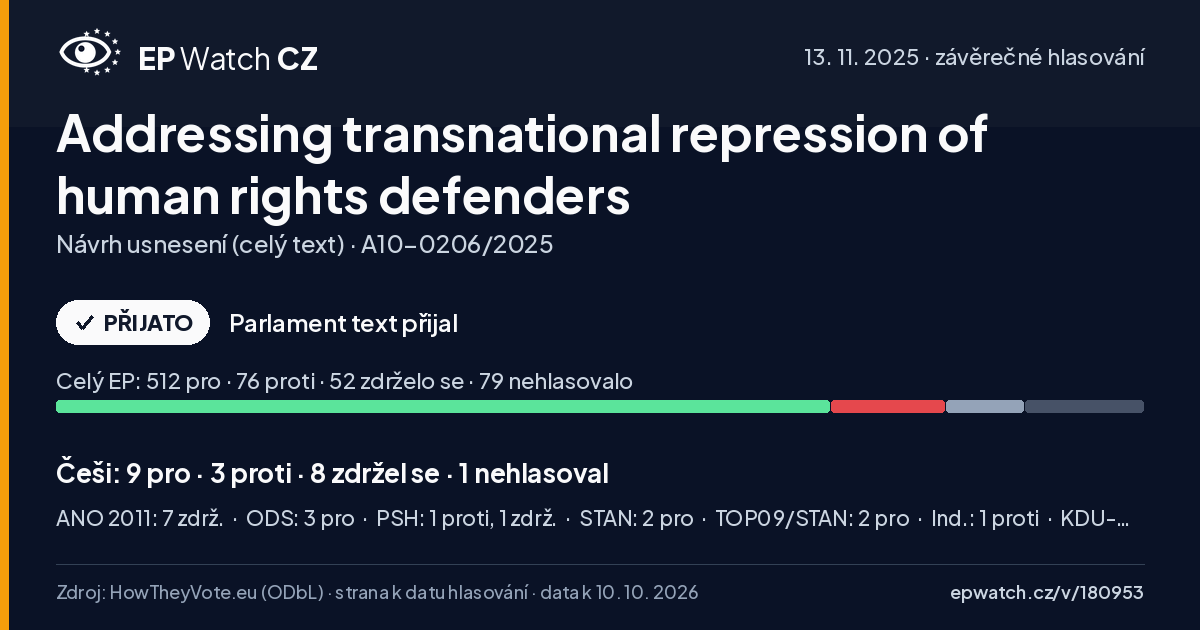 EP Watch CZ
13. 11. 2025 · závěrečné hlasování
Addressing transnational repression of
human rights defenders
Návrh usnesení (celý text) · A10-0206/2025
✓ PŘIJATO
Parlament text přijal
Celý EP: 512 pro · 76 proti · 52 zdrželo se · 79 nehlasovalo
Češi: 9 pro · 3 proti · 8 zdržel se · 1 nehlasoval
ANO 2011: 7 zdrž. · ODS: 3 pro · PSH: 1 proti, 1 zdrž. · STAN: 2 pro · TOP09/STAN: 2 pro · Ind.: 1 proti · KDU-…
Zdroj: HowTheyVote.eu (ODbL) · strana k datu hlasování · data k 10. 10. 2026
epwatch.cz/v/180953